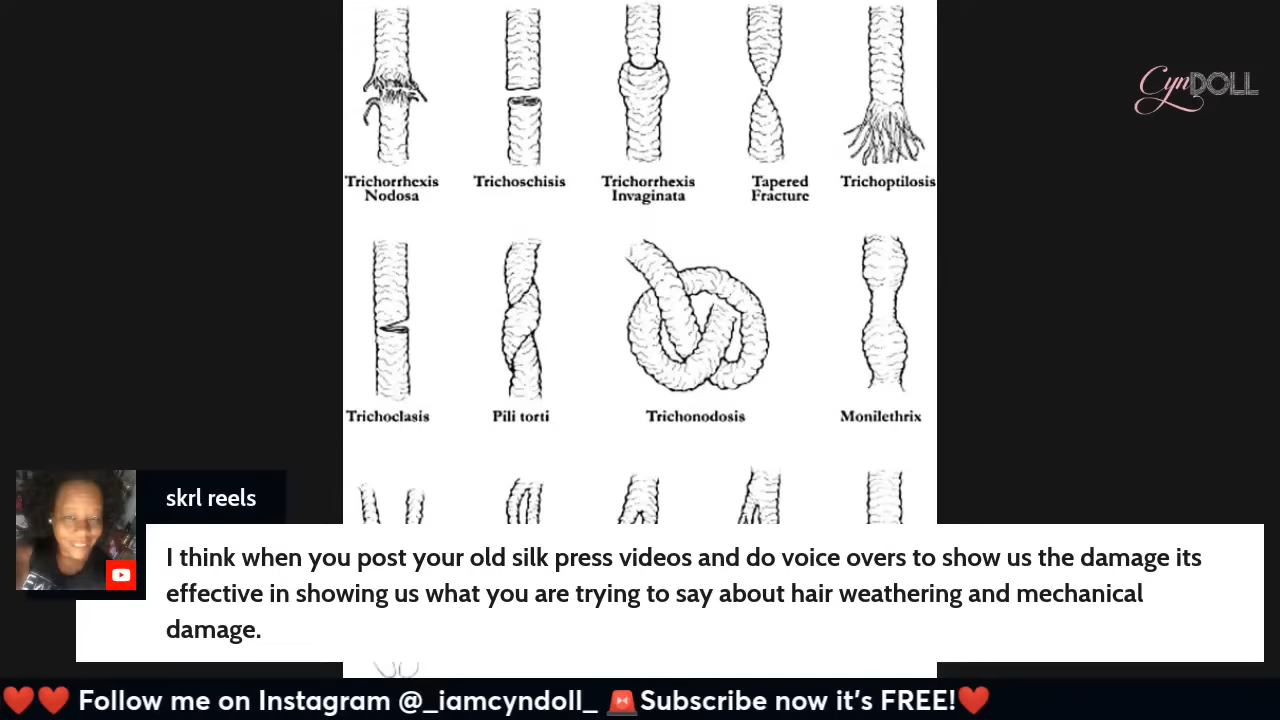 CynDOLL
Trichorrhexis Nodosa
Trichoschisis
Trichorrhexis Invaginata
Tapered Fracture
Trichoptilosis
Trichoclasis
Pili torti
Trichonodosis
Monilethrix
skrl reels
I think when you post your old silk press videos and do voice overs to show us the damage its
effective in showing us what you are trying to say about hair weathering and mechanical
damage.
❤️❤️ Follow me on Instagram @_iamcyndoll_ 🚨Subscribe now it's FREE!❤️